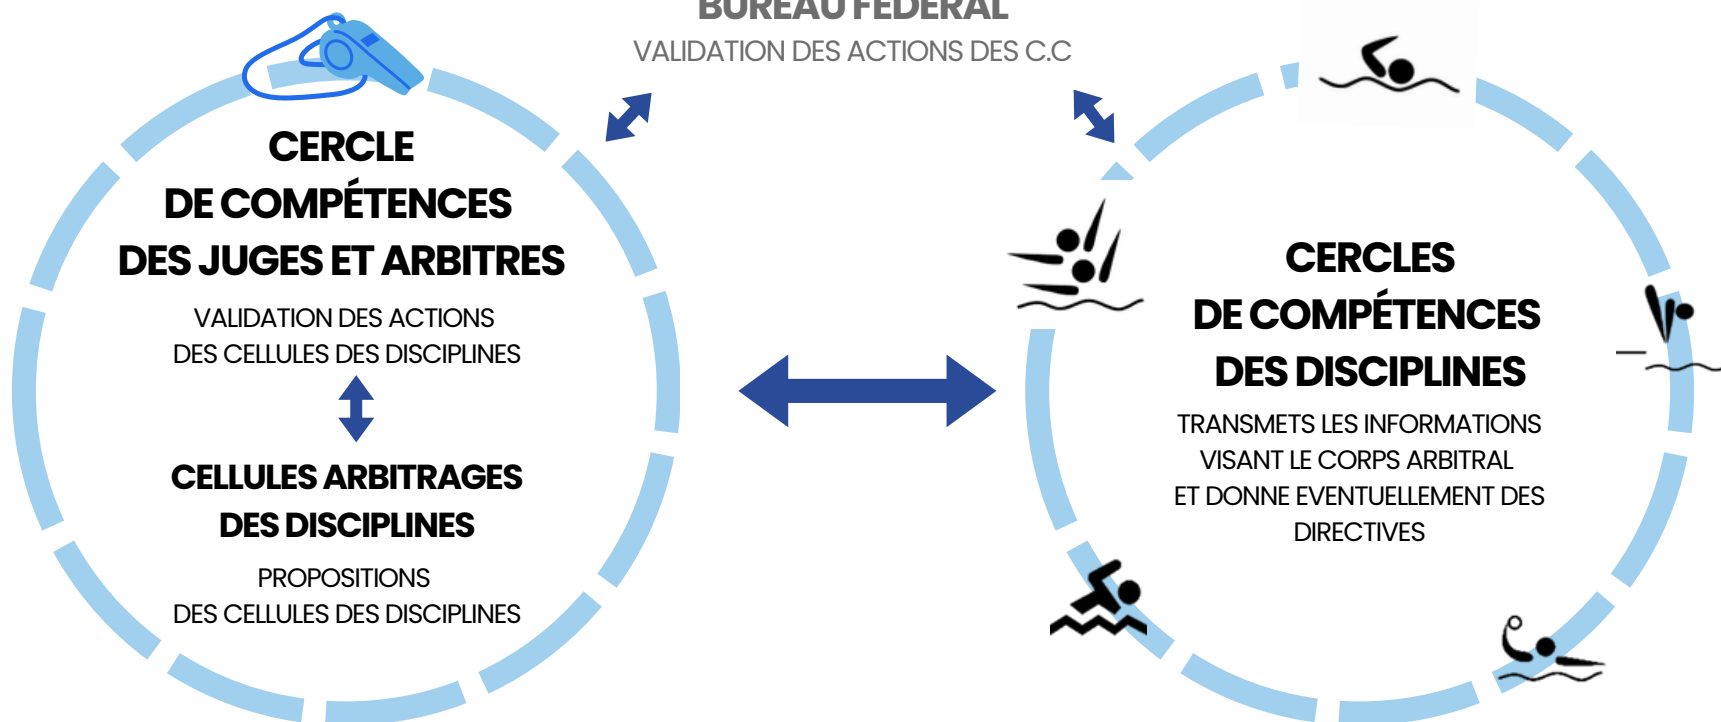 BUREAU FÉDÉRAL
VALIDATION DES ACTIONS DES C.C
CERCLE
DE COMPÉTENCES
DES JUGES ET ARBITRES
VALIDATION DES ACTIONS
DES CELLULES DES DISCIPLINES
CELLULES ARBITRAGES
DES DISCIPLINES
PROPOSITIONS
DES CELLULES DES DISCIPLINES
CERCLES
DE COMPÉTENCES
DES DISCIPLINES
TRANSMETS LES INFORMATIONS
VISANT LE CORPS ARBITRAL
ET DONNE EVENTUELLEMENT DES
DIRECTIVES